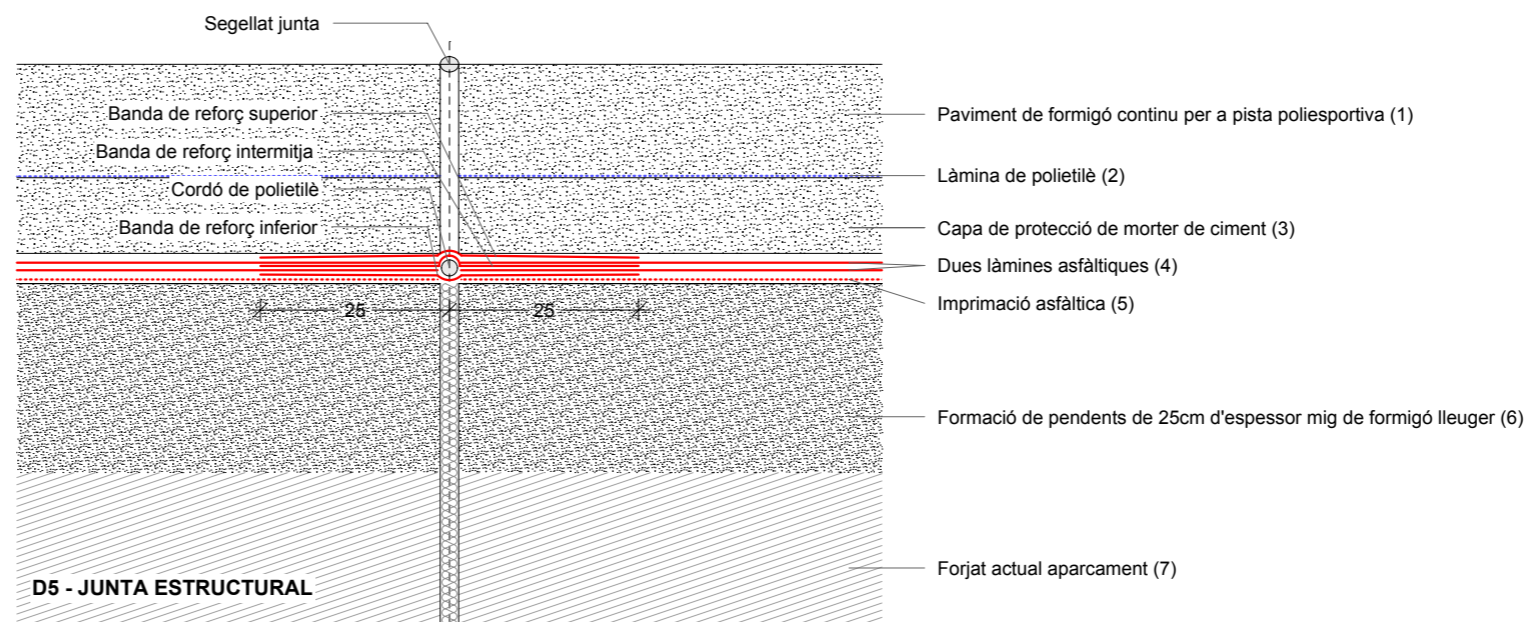 Segellat junta
Banda de reforç superior
Banda de reforç intermitja
Cordó de polietilè
Banda de reforç inferior
Paviment de formigó continu per a pista poliesportiva (1)
Làmina de polietilè (2)
Capa de protecció de morter de ciment (3)
Dues làmines asfàltiques (4)
Imprimació asfàltica (5)
25 25
Formació de pendents de 25cm d'espessor mig de formigó lleuger (6)
Forjat actual aparcament (7)
D5 - JUNTA ESTRUCTURAL